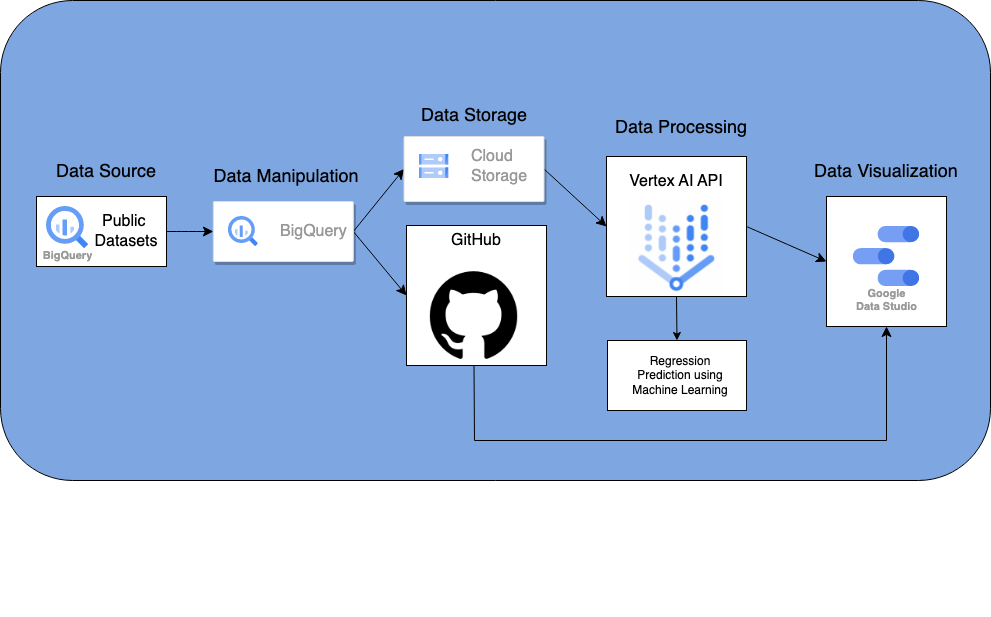 Data Source
Public
Datasets
BigQuery
Data Manipulation
BigQuery
Data Storage
Cloud
Storage
GitHub
Data Processing
Vertex AI API
Regression
Prediction using
Machine Learning
Data Visualization
Google
Data Studio